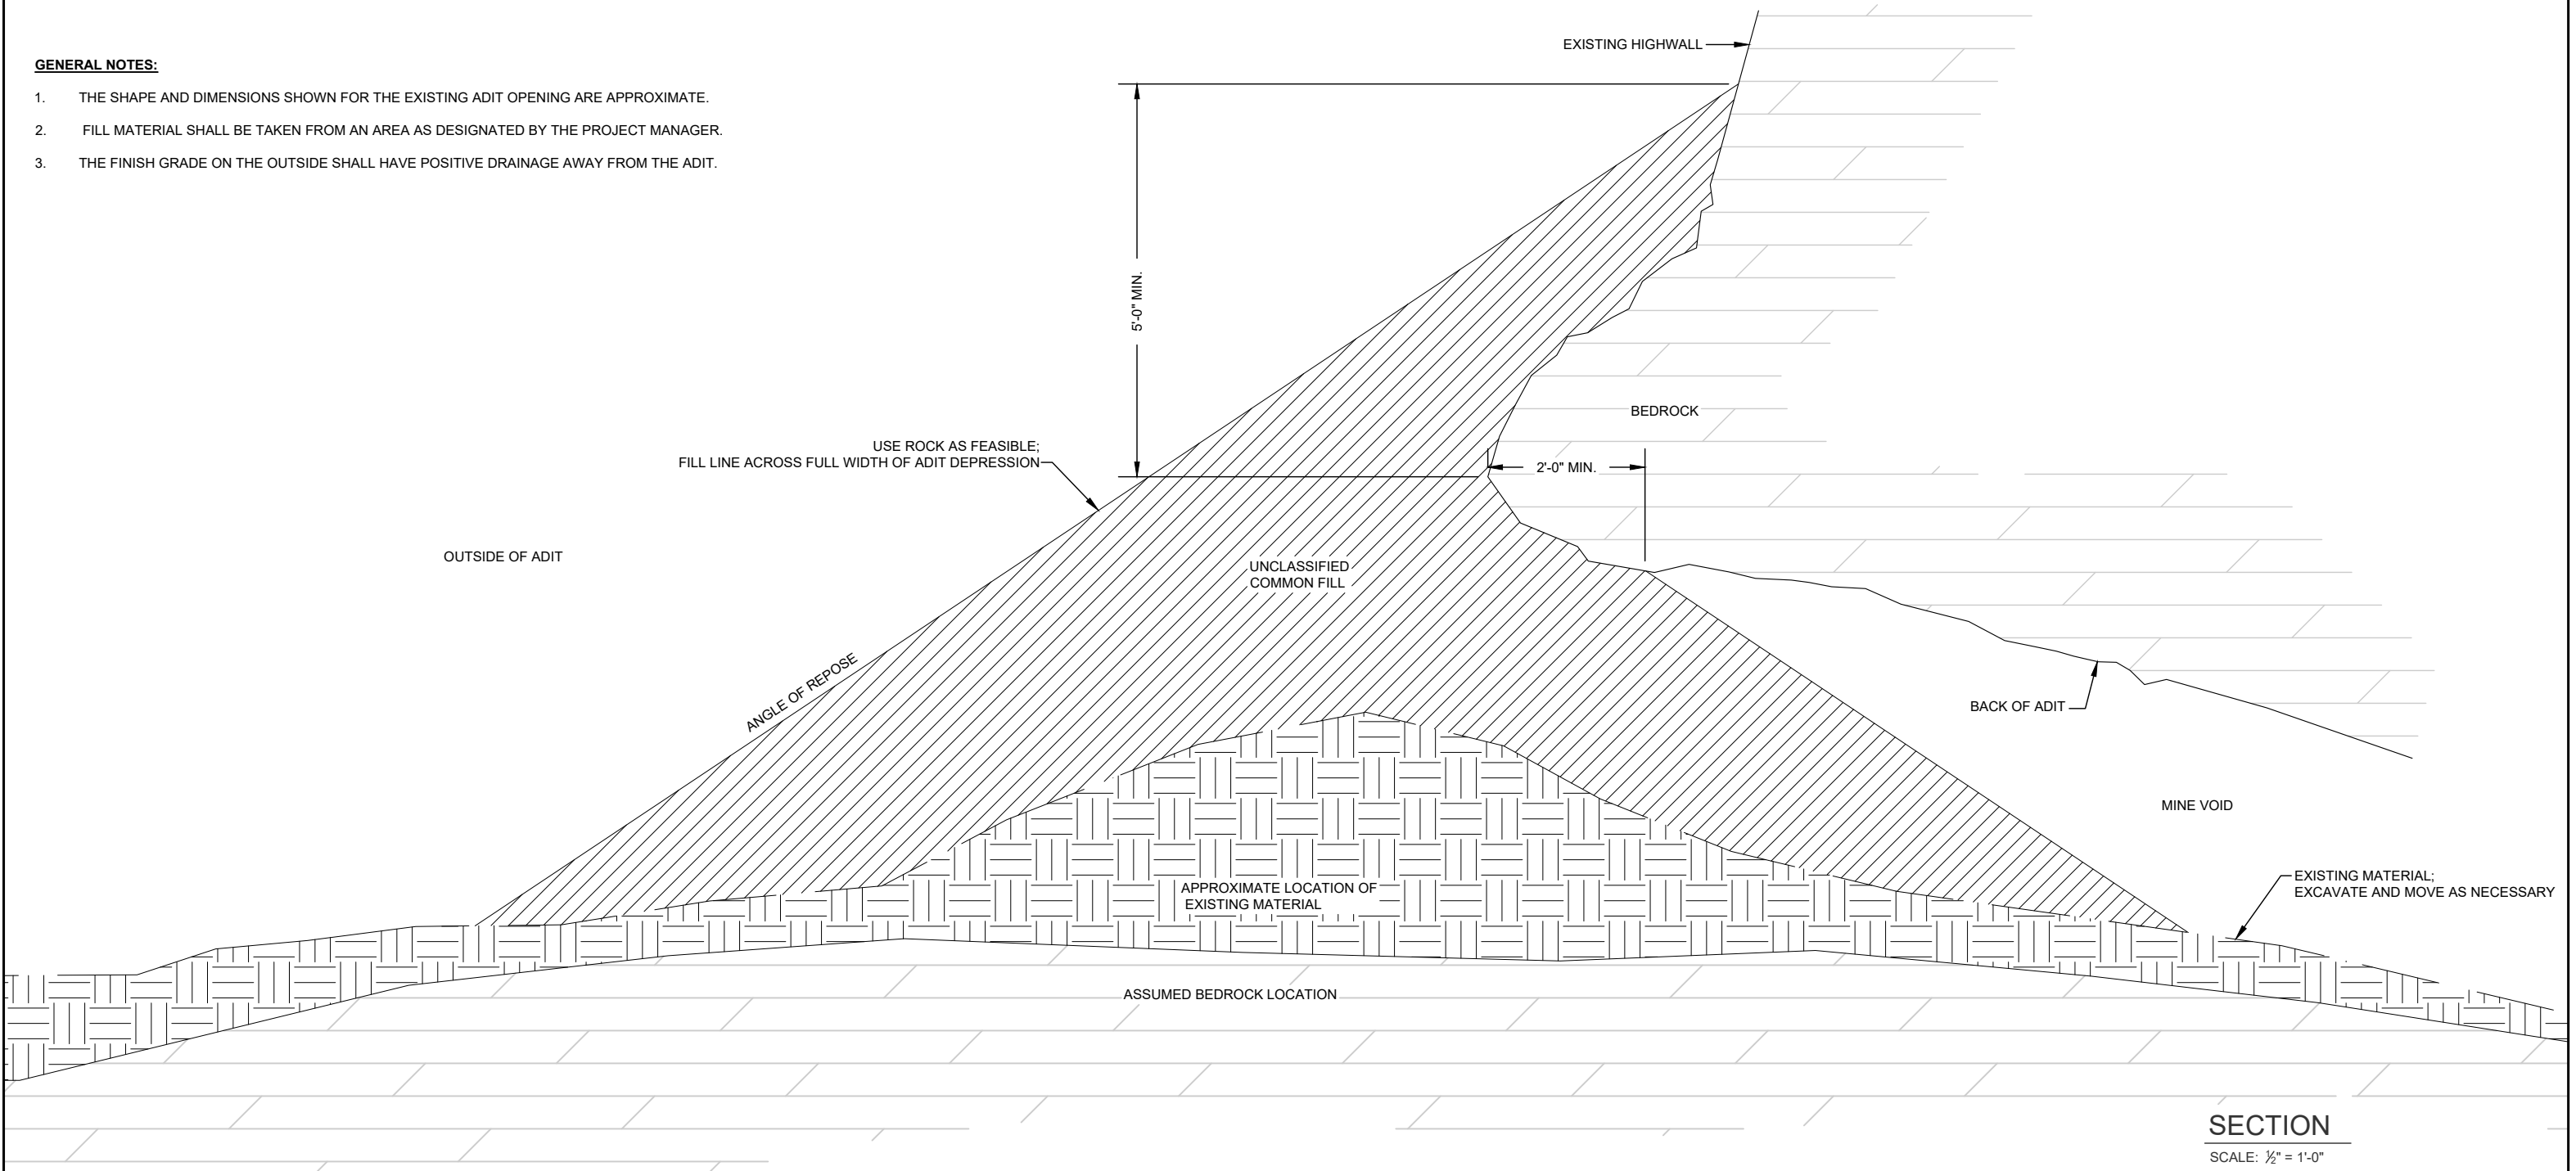 GENERAL NOTES:
1. THE SHAPE AND DIMENSIONS SHOWN FOR THE EXISTING ADIT OPENING ARE APPROXIMATE.
2. FILL MATERIAL SHALL BE TAKEN FROM AN AREA AS DESIGNATED BY THE PROJECT MANAGER.
3. THE FINISH GRADE ON THE OUTSIDE SHALL HAVE POSITIVE DRAINAGE AWAY FROM THE ADIT.
EXISTING HIGHWALL
5'-0" MIN.
BEDROCK
USE ROCK AS FEASIBLE;
FILL LINE ACROSS FULL WIDTH OF ADIT DEPRESSION
2'-0" MIN.
OUTSIDE OF ADIT
UNCLASSIFIED
COMMON FILL
ANGLE OF REPOSE
BACK OF ADIT
MINE VOID
EXISTING MATERIAL;
EXCAVATE AND MOVE AS NECESSARY
APPROXIMATE LOCATION OF
EXISTING MATERIAL
ASSUMED BEDROCK LOCATION
SECTION
SCALE: ½" = 1'-0"